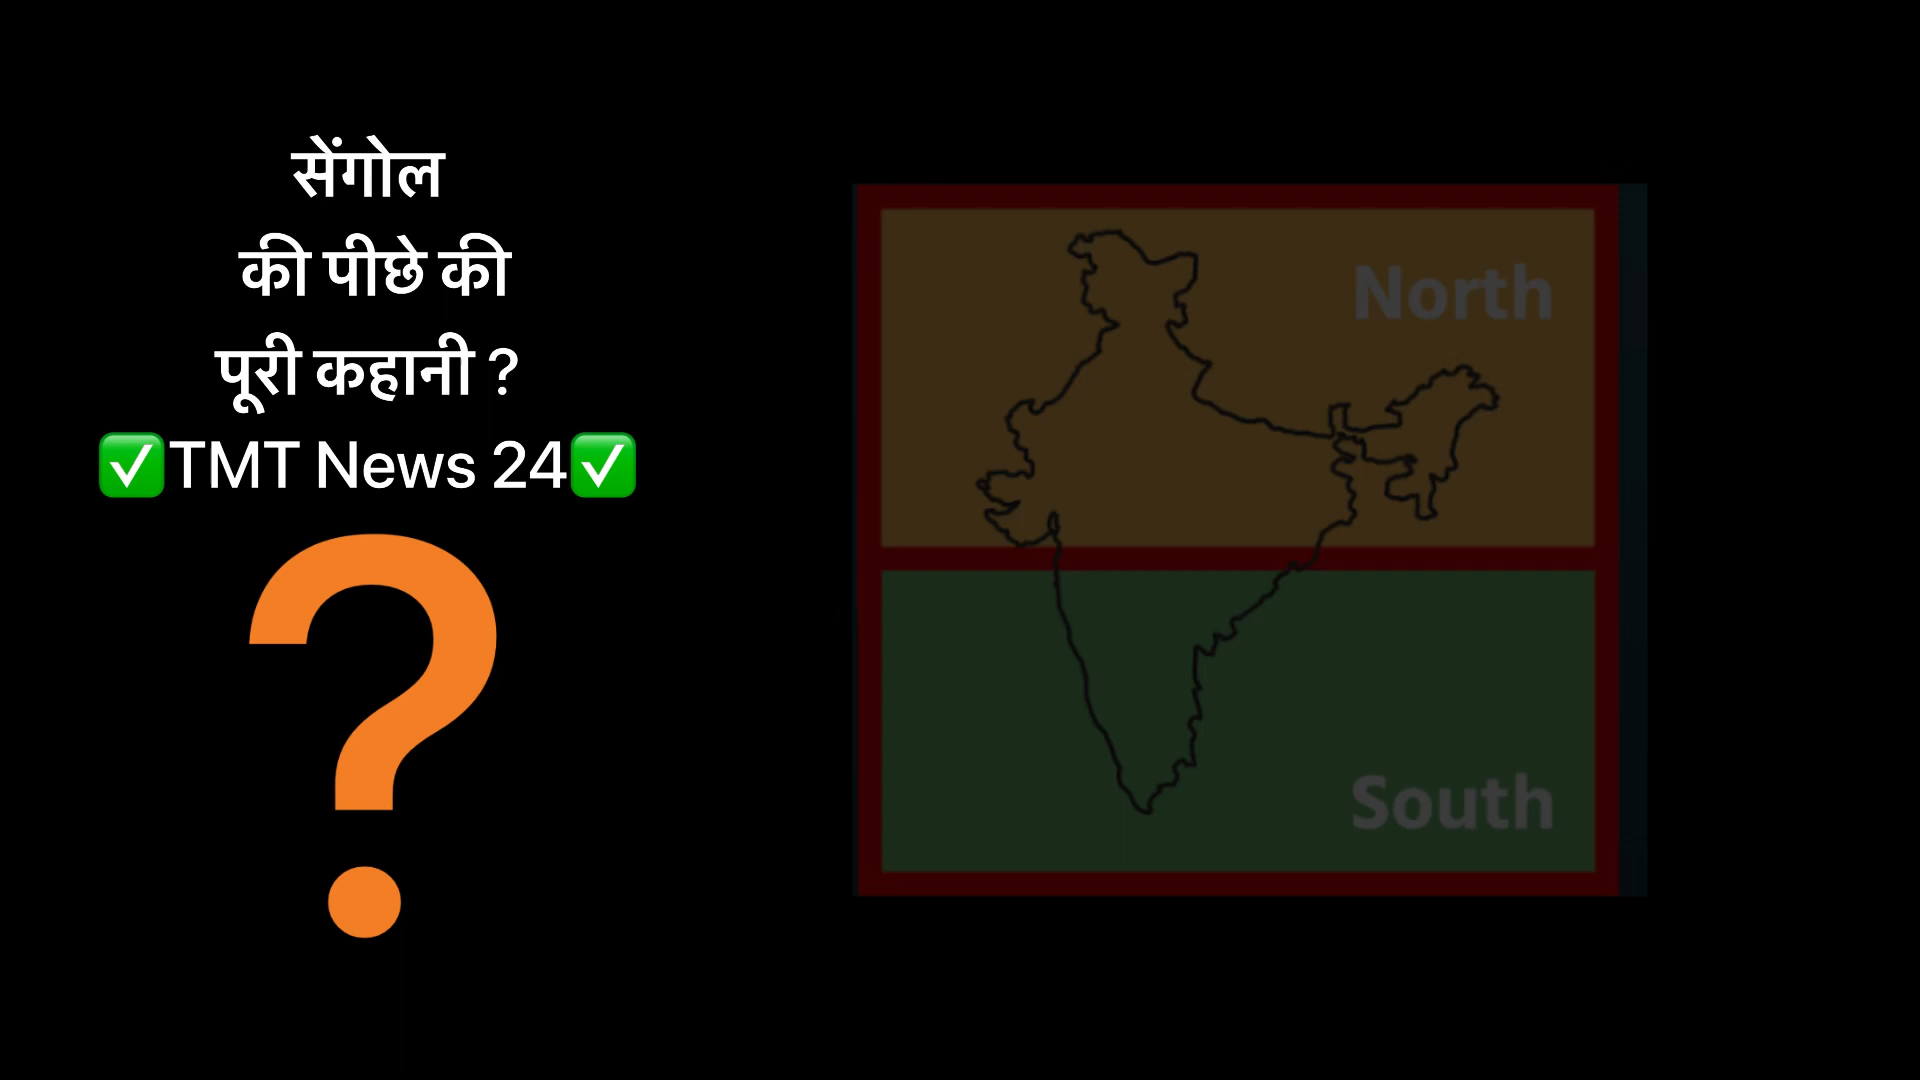 सेंगोल
की पीछे की
पूरी कहानी ?
✅TMT News 24✅
?
North
South